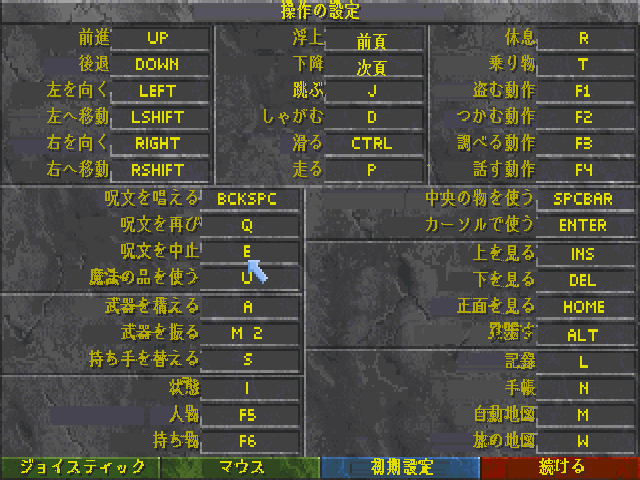 操作の設定
前進 UP
後退 DOWN
左を向く LEFT
左へ移動 LSHIFT
右を向く RIGHT
右へ移動 RSHIFT
浮上 前頁
下降 次頁
跳ぶ J
しゃがむ D
滑る CTRL
走る P
休息 R
乗り物 T
盗む動作 F1
つかむ動作 F2
調べる動作 F3
話す動作 F4
呪文を唱える BCKSPC
呪文を再び Q
呪文を中止 E
魔法の品を使う U
武器を構える A
武器を振る M 2
持ち手を替える S
状態 I
人物 F5
持ち物 F6
中央の物を使う SPCBAR
カーソルで使う ENTER
上を見る INS
下を見る DEL
正面を見る HOME
ALT
記録 L
手帳 N
自動地図 M
旅の地図 W
ジョイスティック マウス 初期設定 続ける